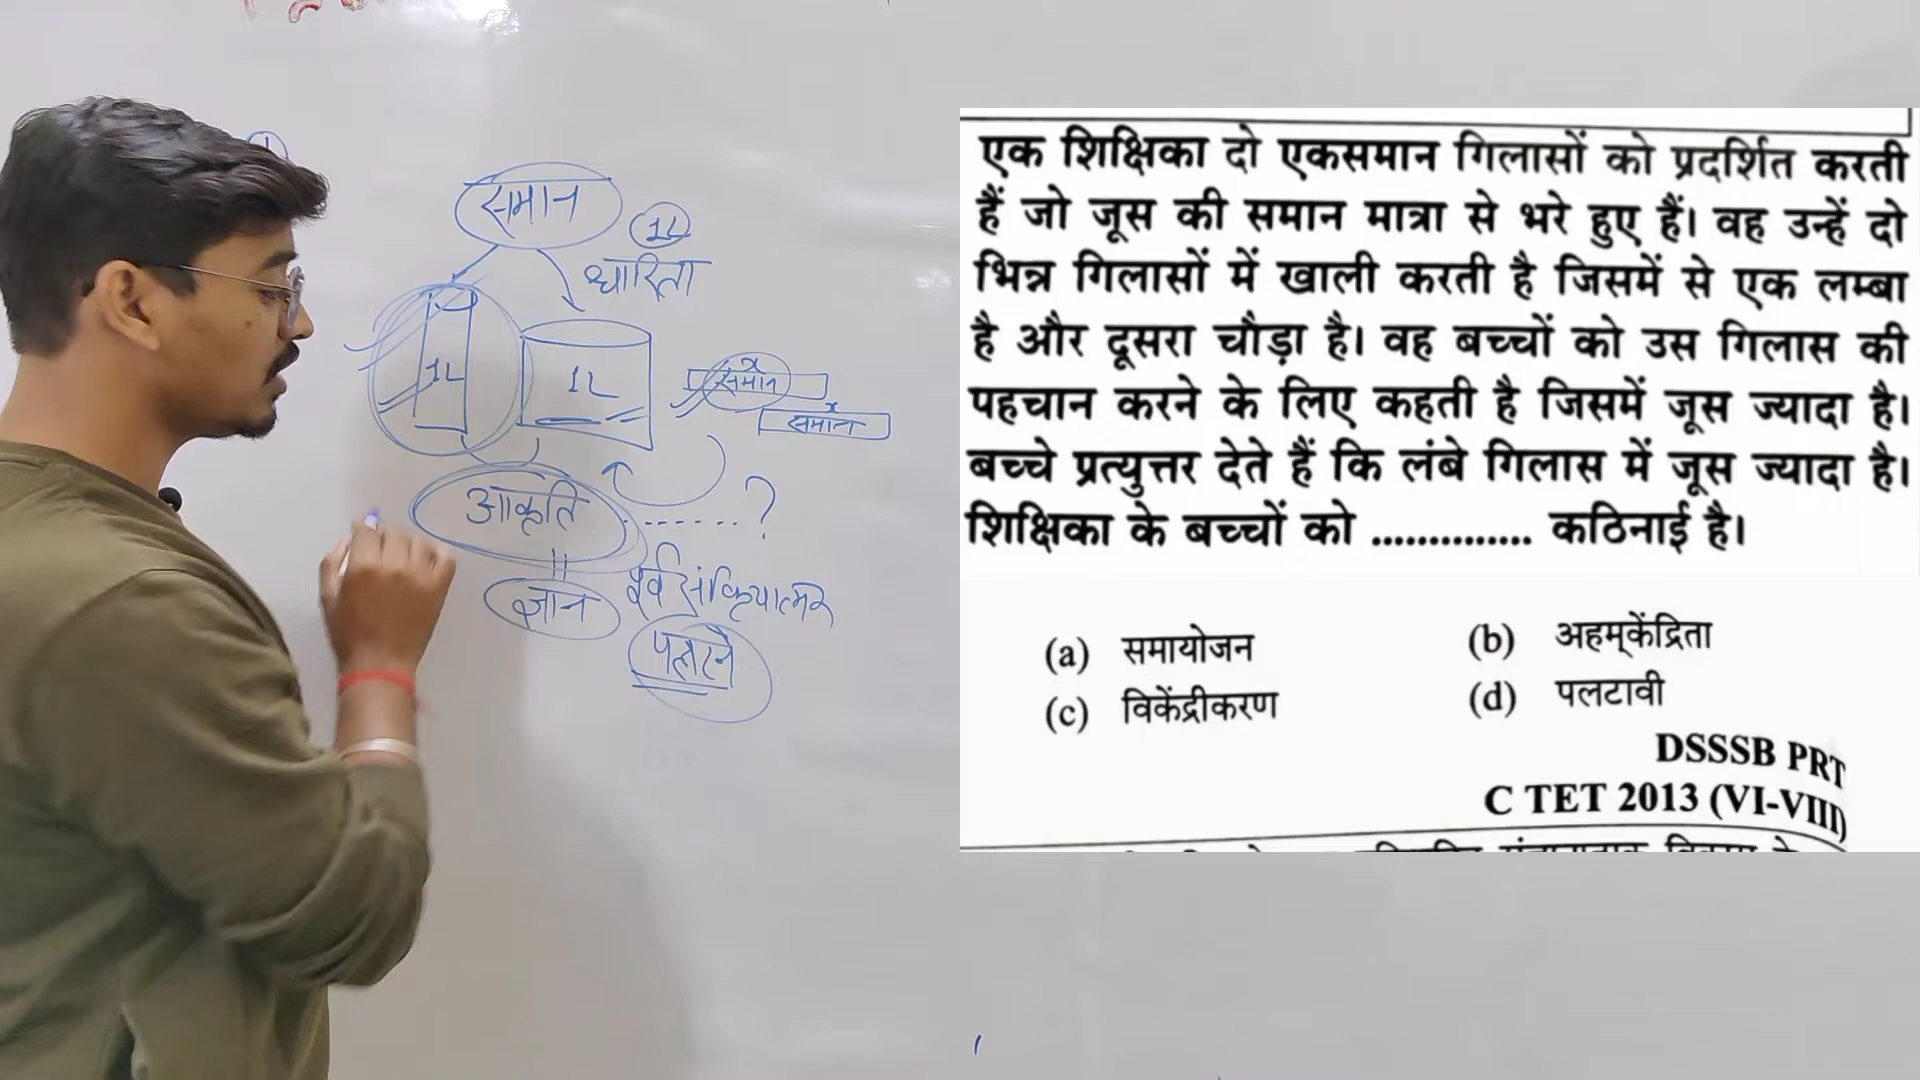 समान
1L
धारिता
1L
1L
समान
समान
आकृति
?
ज्ञान
पूर्व संक्रियात्मक
पलटने
एक शिक्षिका दो एकसमान गिलासों को प्रदर्शित करती
हैं जो जूस की समान मात्रा से भरे हुए हैं। वह उन्हें दो
भिन्न गिलासों में खाली करती है जिसमें से एक लम्बा
है और दूसरा चौड़ा है। वह बच्चों को उस गिलास की
पहचान करने के लिए कहती है जिसमें जूस ज्यादा है।
बच्चे प्रत्युत्तर देते हैं कि लंबे गिलास में जूस ज्यादा है।
शिक्षिका के बच्चों को .............. कठिनाई है।
(a) समायोजन (b) अहम्केंद्रिता
(c) विकेंद्रीकरण (d) पलटावी
DSSSB PRT
C TET 2013 (VI-VIII)